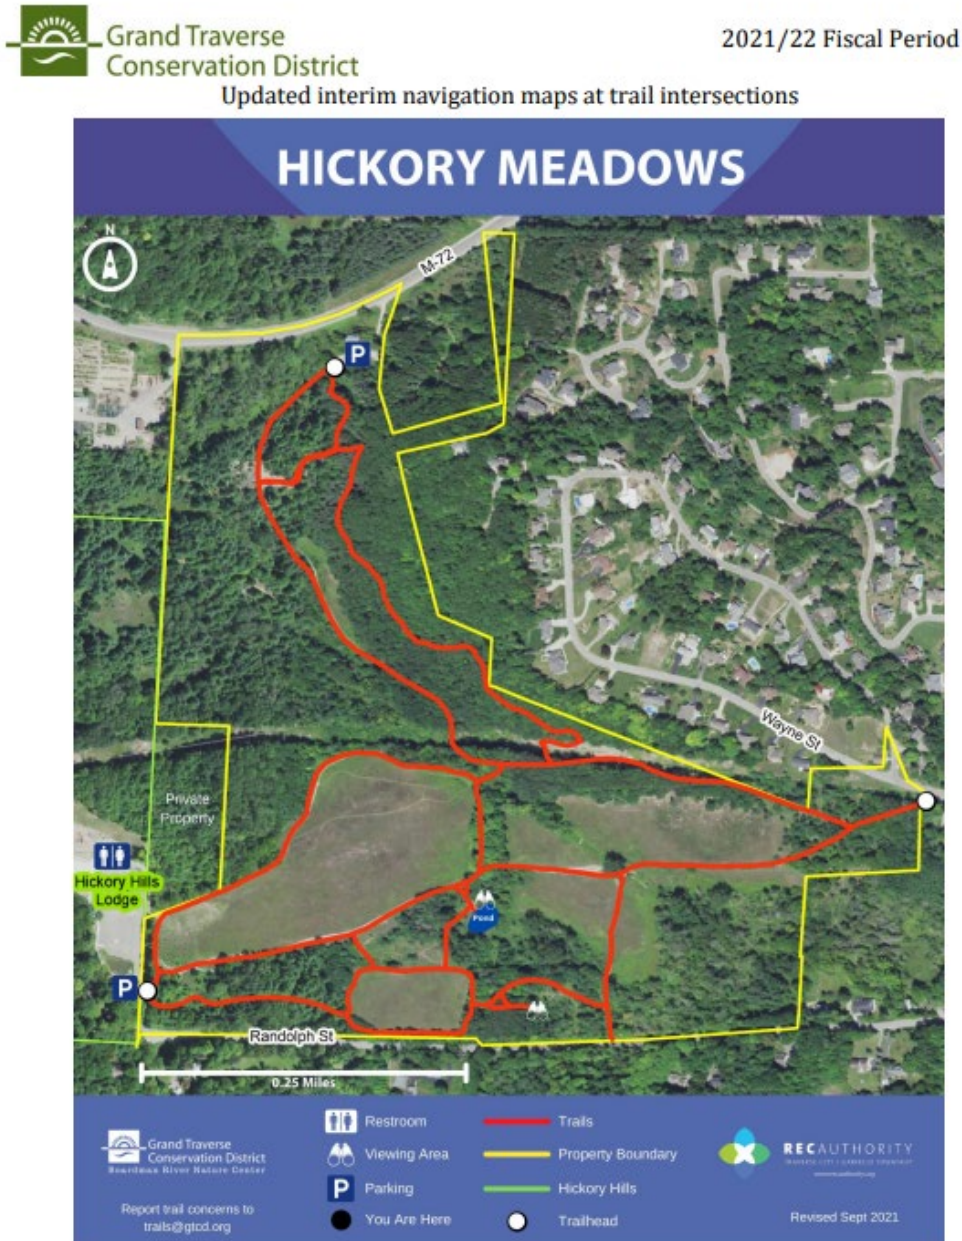 Grand Traverse
Conservation District
2021/22 Fiscal Period
Updated interim navigation maps at trail intersections
HICKORY MEADOWS
N
M-72
P
Wayne St
Private
Property
Hickory Hills
Lodge
Pond
P
Randolph St
0.25 Miles
Restroom
Trails
Viewing Area
Property Boundary
P
Parking
Hickory Hills
You Are Here
Trailhead
Grand Traverse
Conservation District
Boardman River Nature Center
Report trail concerns to
trails@gtcd.org
RECAUTHORITY
Revised Sept 2021